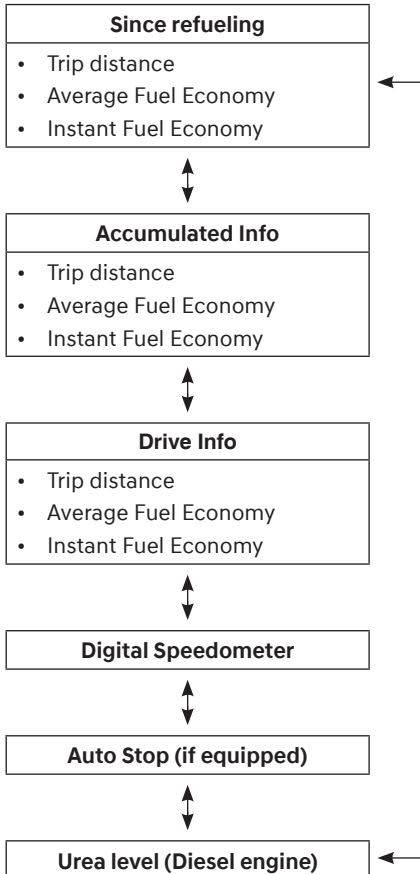 Since refueling
• Trip distance
• Average Fuel Economy
• Instant Fuel Economy
Accumulated Info
• Trip distance
• Average Fuel Economy
• Instant Fuel Economy
Drive Info
• Trip distance
• Average Fuel Economy
• Instant Fuel Economy
Digital Speedometer
Auto Stop (if equipped)
Urea level (Diesel engine)